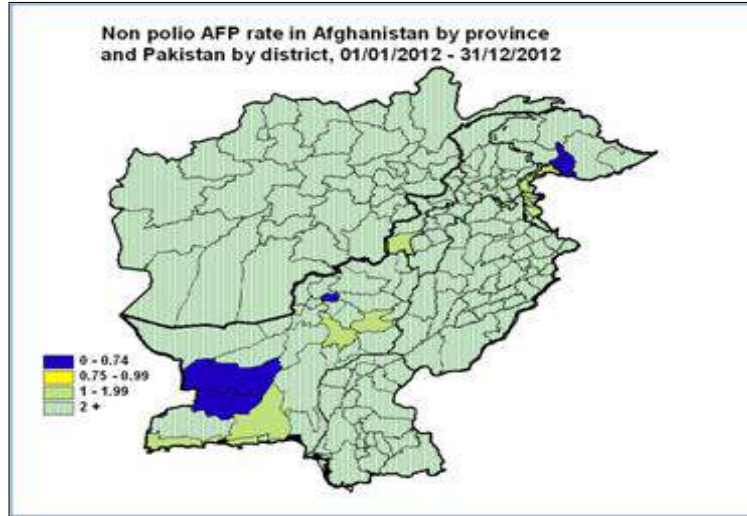 Non polio AFP rate in Afghanistan by province
and Pakistan by district, 01/01/2012 - 31/12/2012
0 - 0.74
0.75 - 0.99
1 - 1.99
2 +